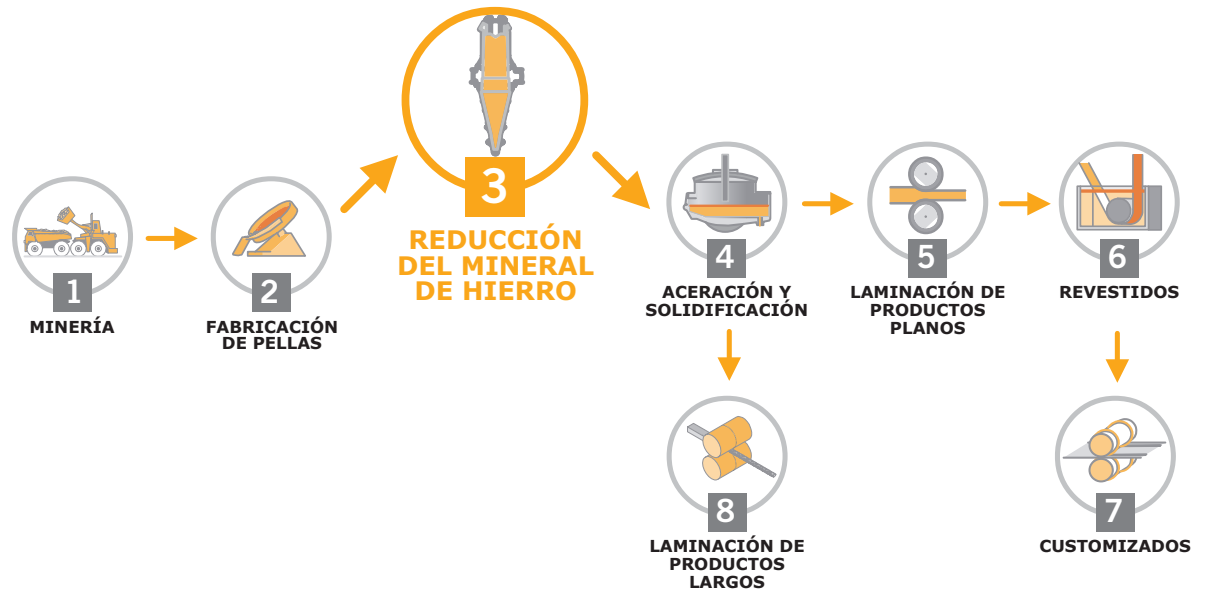 1
MINERÍA
2
FABRICACIÓN
DE PELLAS
3
REDUCCIÓN
DEL MINERAL
DE HIERRO
4
ACERACIÓN Y
SOLIDIFICACIÓN
5
LAMINACIÓN DE
PRODUCTOS
PLANOS
6
REVESTIDOS
7
CUSTOMIZADOS
8
LAMINACIÓN DE
PRODUCTOS
LARGOS